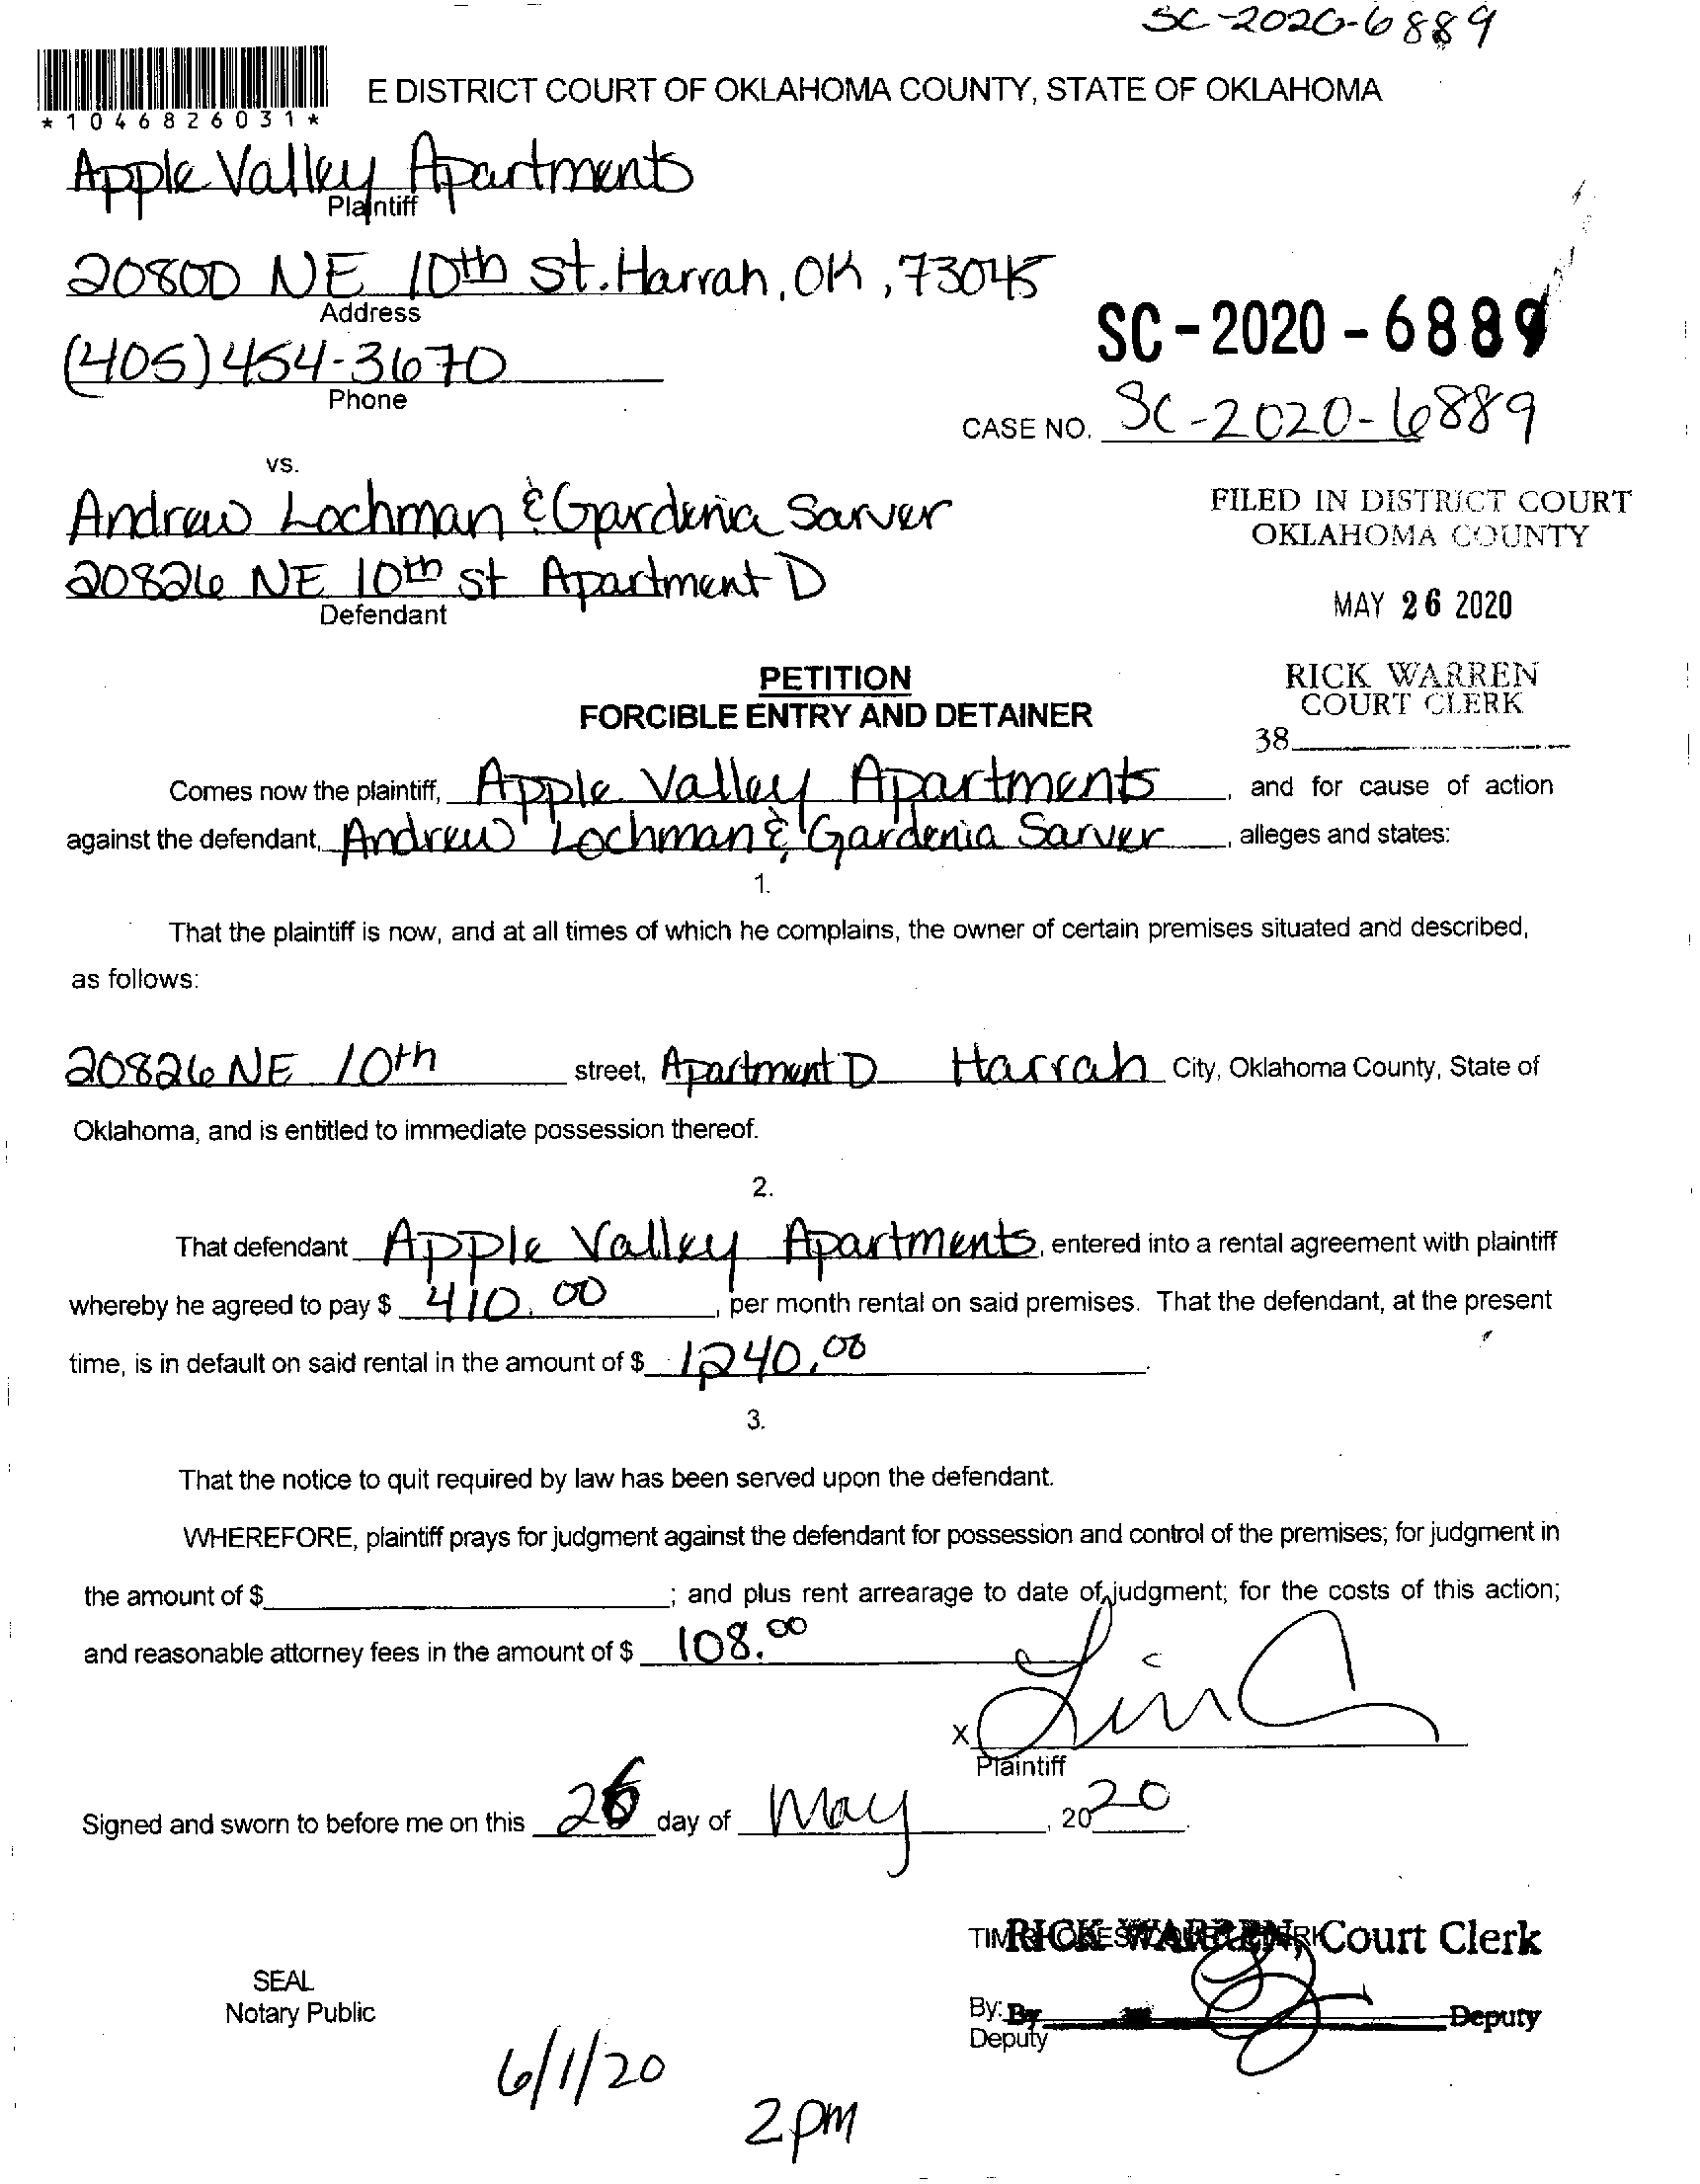 SC-2020-6889
E DISTRICT COURT OF OKLAHOMA COUNTY, STATE OF OKLAHOMA
*1046826031*
Apple Valley Apartments
Plaintiff
20800 NE 10th St. Harrah, OK, 73045
Address
SC-2020-6889
(405) 454-3670
Phone
CASE NO. SC-2020-6889
vs.
Andrew Lochman & Gardenia Sarver
FILED IN DISTRICT COURT
OKLAHOMA COUNTY
20826 NE 10th St Apartment D
Defendant
MAY 26 2020
PETITION
RICK WARREN
COURT CLERK
FORCIBLE ENTRY AND DETAINER
38
Comes now the plaintiff, Apple Valley Apartments, and for cause of action
against the defendant, Andrew Lochman & Gardenia Sarver, alleges and states:
1.
That the plaintiff is now, and at all times of which he complains, the owner of certain premises situated and described,
as follows:
20826 NE 10th street, Apartment D Harrah City, Oklahoma County, State of
Oklahoma, and is entitled to immediate possession thereof.
2.
That defendant Apple Valley Apartments, entered into a rental agreement with plaintiff
whereby he agreed to pay $ 410.00, per month rental on said premises. That the defendant, at the present
time, is in default on said rental in the amount of $ 1,240.00.
3.
That the notice to quit required by law has been served upon the defendant.
WHEREFORE, plaintiff prays for judgment against the defendant for possession and control of the premises; for judgment in
the amount of $ ; and plus rent arrearage to date of judgment; for the costs of this action;
and reasonable attorney fees in the amount of $ 108.00
X
Plaintiff
Signed and sworn to before me on this 26 day of May, 2020.
RICK WARREN, Court Clerk
SEAL
Notary Public
By: By Deputy
Deputy
6/1/20
2pm